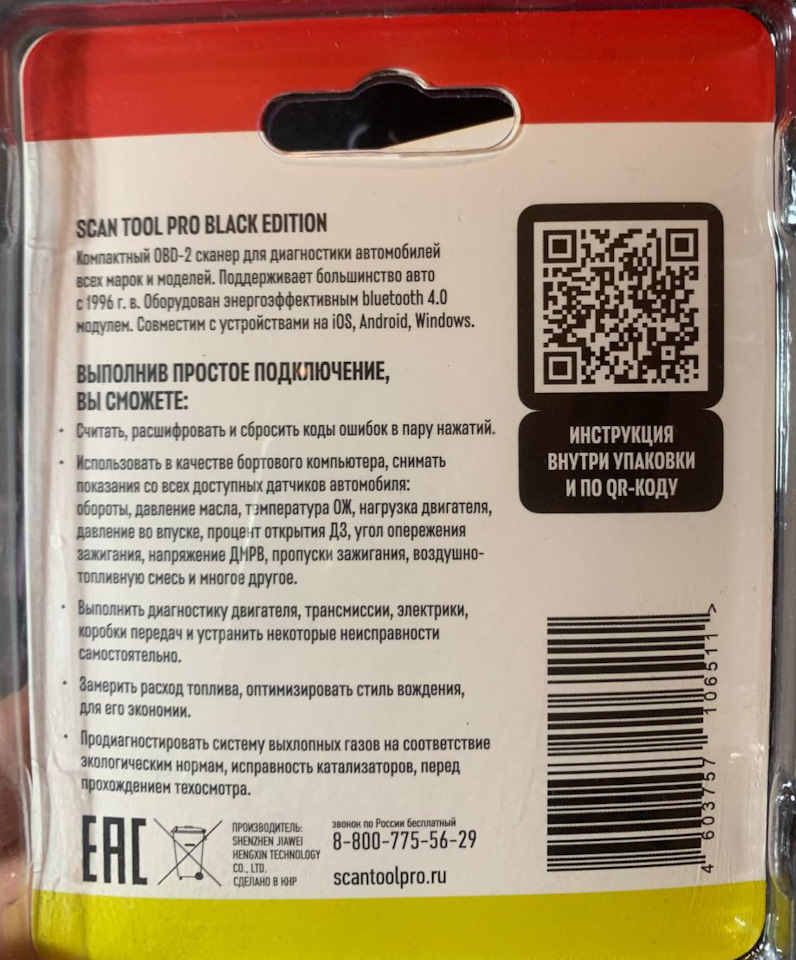 SCAN TOOL PRO BLACK EDITION
Компактный OBD-2 сканер для диагностики автомобилей
всех марок и моделей. Поддерживает большинство авто
с 1996 г. в. Оборудован энергоэффективным bluetooth 4.0
модулем. Совместим с устройствами на iOS, Android, Windows.
ВЫПОЛНИВ ПРОСТОЕ ПОДКЛЮЧЕНИЕ,
ВЫ СМОЖЕТЕ:
• Считать, расшифровать и сбросить коды ошибок в пару нажатий.
• Использовать в качестве бортового компьютера, снимать
показания со всех доступных датчиков автомобиля:
обороты, давление масла, температура ОЖ, нагрузка двигателя,
давление во впуске, процент открытия ДЗ, угол опережения
зажигания, напряжение ДМРВ, пропуски зажигания, воздушно-
топливную смесь и многое другое.
• Выполнить диагностику двигателя, трансмиссии, электрики,
коробки передач и устранить некоторые неисправности
самостоятельно.
• Замерить расход топлива, оптимизировать стиль вождения,
для его экономии.
• Продиагностировать систему выхлопных газов на соответствие
экологическим нормам, исправность катализаторов, перед
прохождением техосмотра.
ИНСТРУКЦИЯ
ВНУТРИ УПАКОВКИ
И ПО QR-КОДУ
EAC
ПРОИЗВОДИТЕЛЬ:
SHENZHEN JIAWEI
HENGXIN TECHNOLOGY
CO., LTD.
СДЕЛАНО В КНР
звонок по России бесплатный
8-800-775-56-29
scantoolpro.ru
4 603757 106511 >